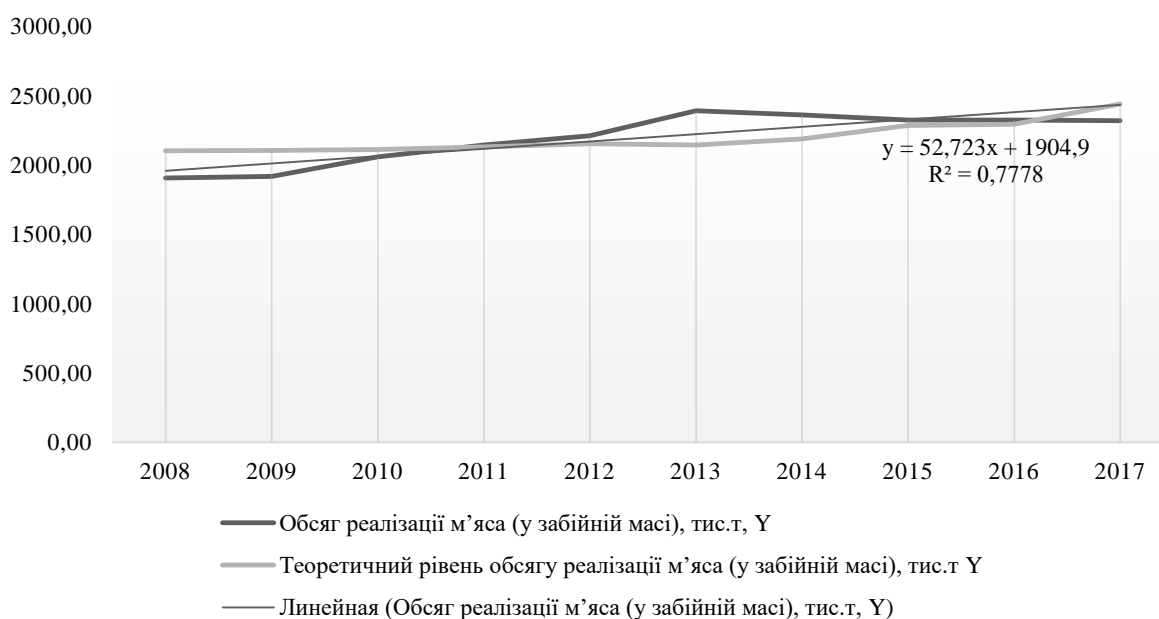 3000,00
2500,00
2000,00
1500,00
1000,00
500,00
0,00
y = 52,723x + 1904,9
R² = 0,7778
2008 2009 2010 2011 2012 2013 2014 2015 2016 2017
Обсяг реалізації м’яса (у забійній масі), тис.т, Y
Теоретичний рівень обсягу реалізації м’яса (у забійній масі), тис.т Y
Линейная (Обсяг реалізації м’яса (у забійній масі), тис.т, Y)